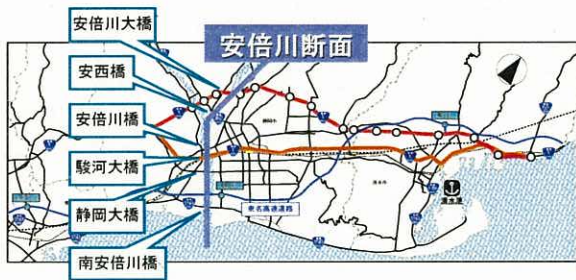 安倍川大橋
安倍川断面
安西橋
安倍川橋
駿河大橋
静岡大橋
南安倍川橋
東名高速道路
清水港